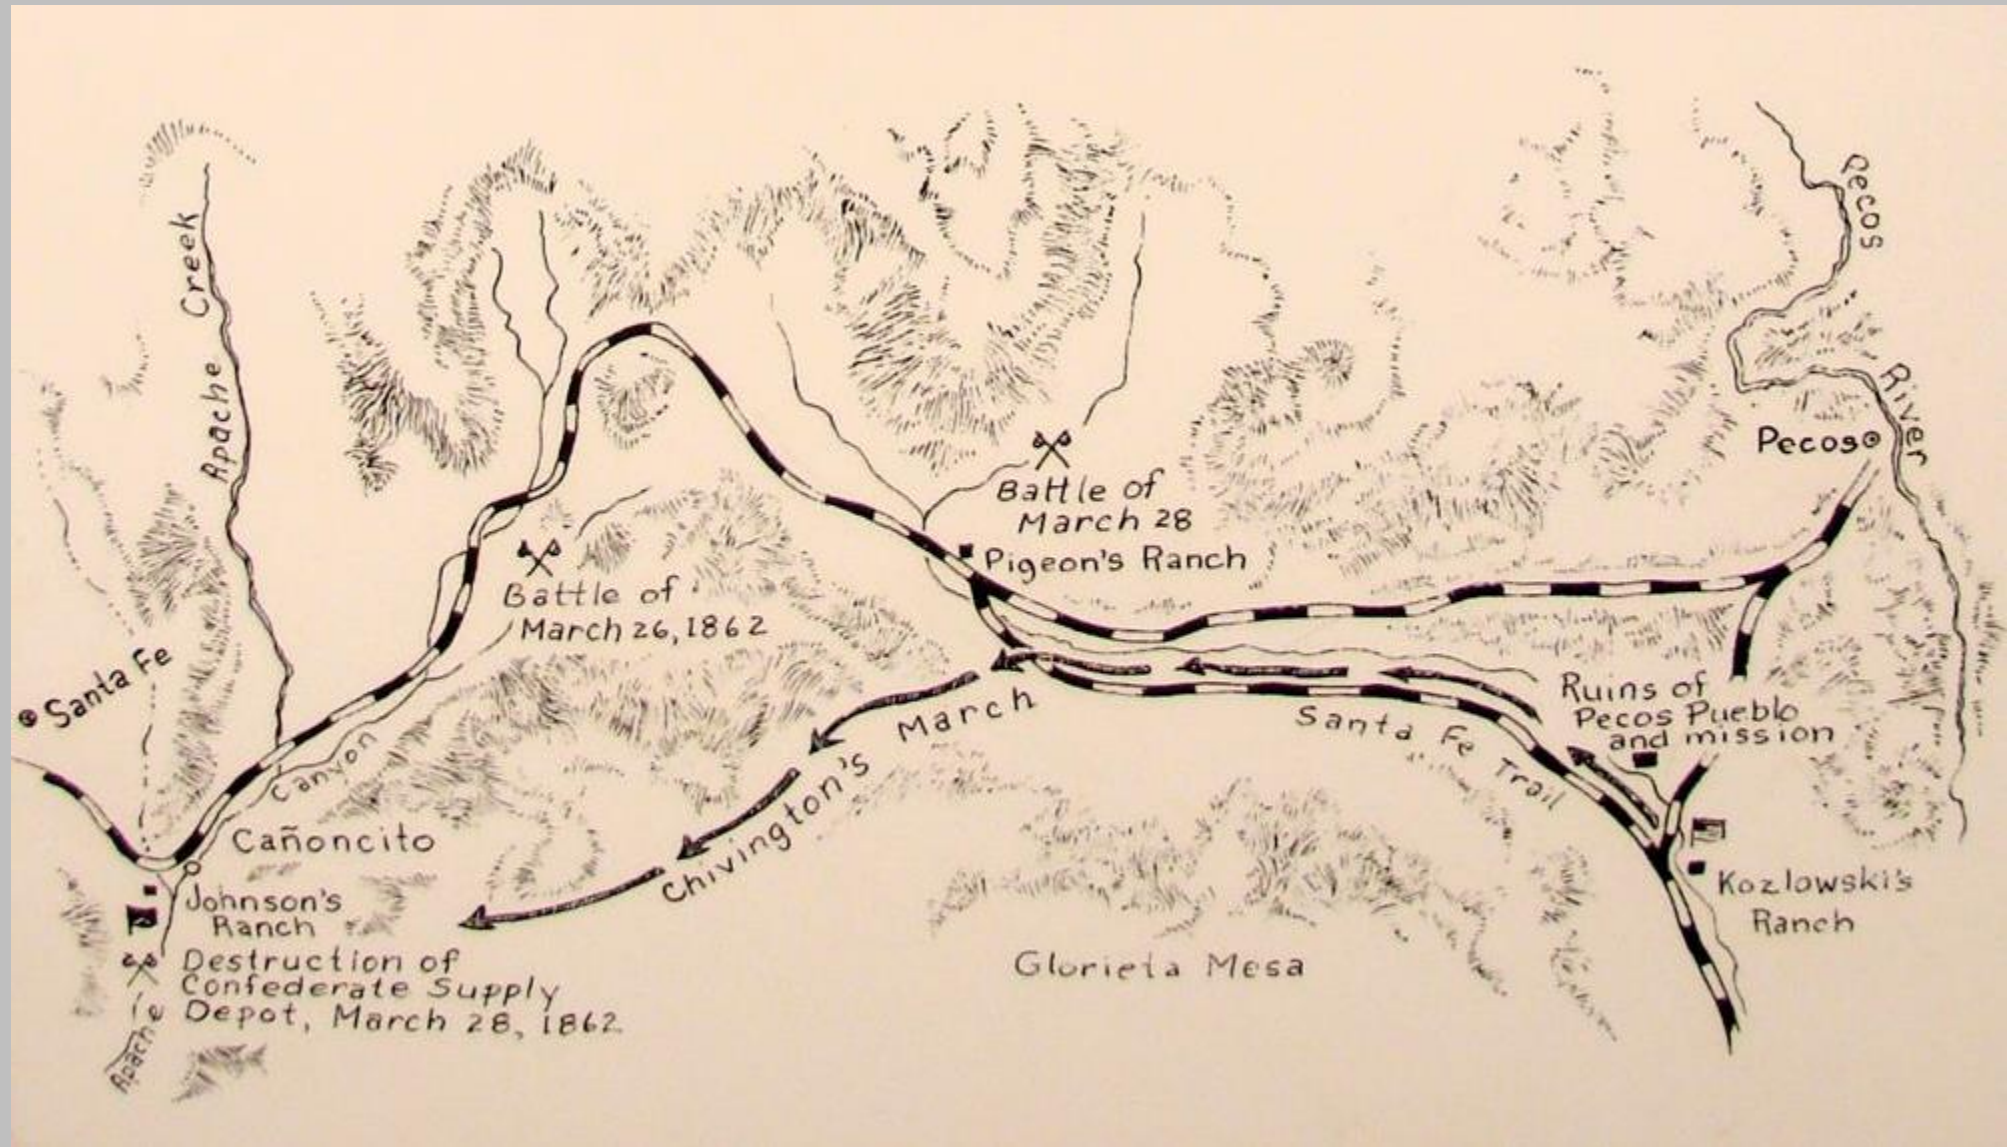 Pecos
River
Apache Creek
Pecos
Battle of
March 28
Pigeon's Ranch
Battle of
March 26, 1862
Santa Fe
Ruins of
Pecos Pueblo
and mission
Santa Fe Trail
Chivington's March
Canyon
Cañoncito
Johnson's
Ranch
Kozlowski's
Ranch
Glorieta Mesa
Destruction of
Confederate Supply
Depot, March 28, 1862
Apache